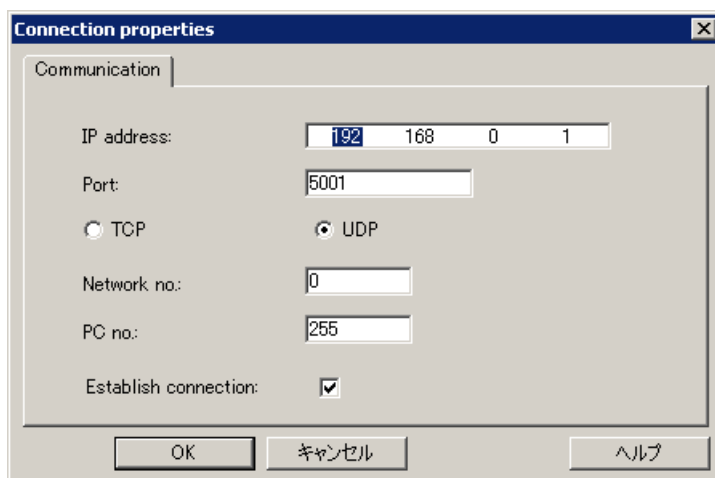 Connection properties
Communication
IP address: 192 168 0 1
Port: 5001
TCP UDP
Network no.: 0
PC no.: 255
Establish connection:
OK キャンセル ヘルプ